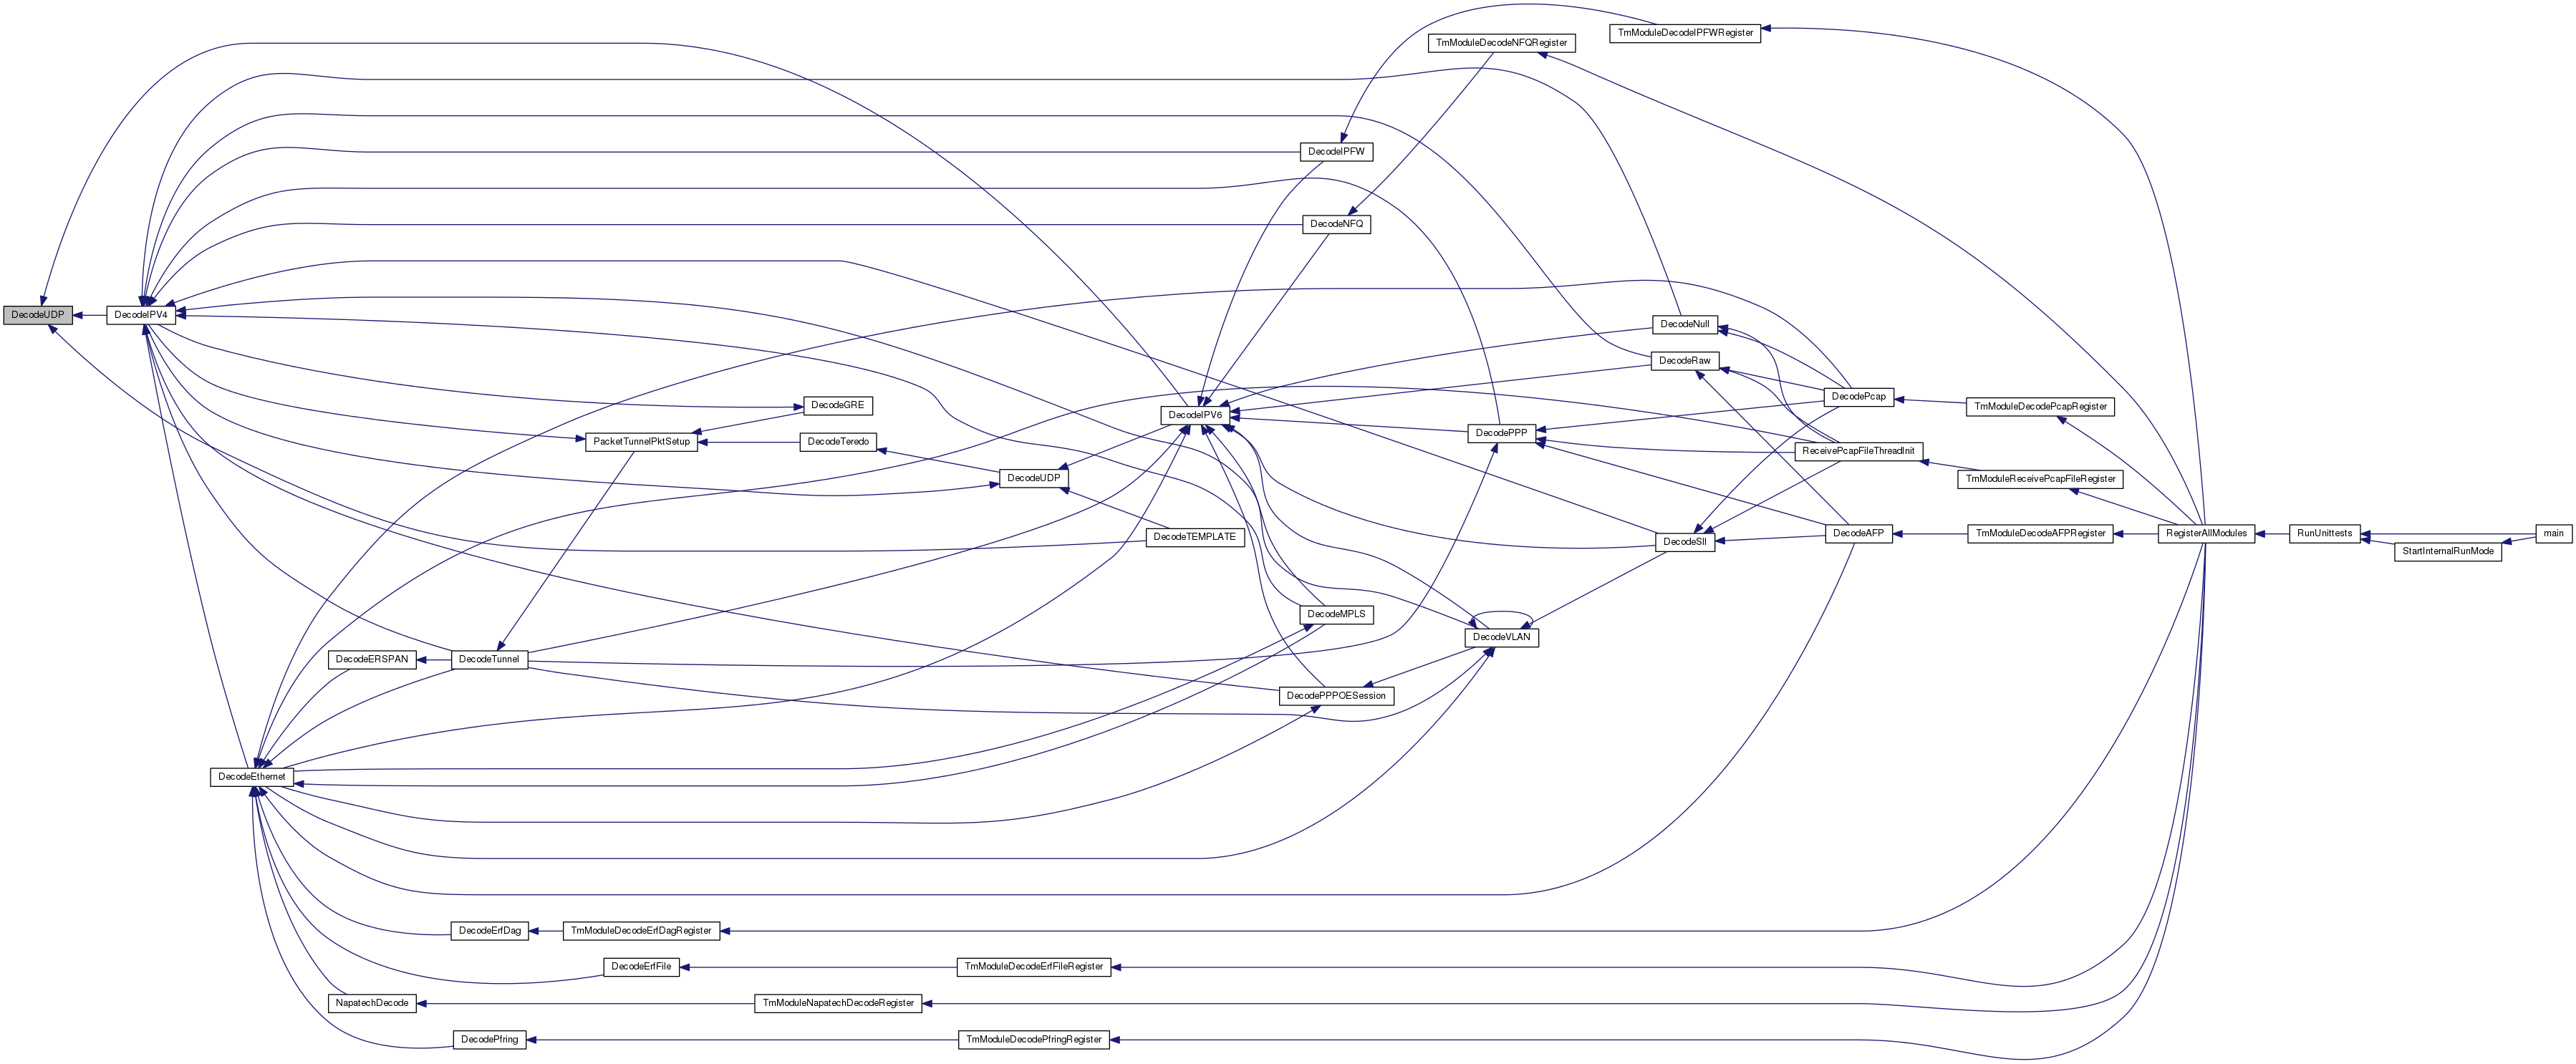 TmModuleDecodeIPFWRegister
TmModuleDecodeNFQRegister
DecodeIPFW
DecodeNFQ
DecodeUDP
DecodeIPV4
DecodeNull
DecodeRaw
DecodePcap
DecodeGRE
TmModuleDecodePcapRegister
DecodeIPV6
DecodePPP
PacketTunnelPktSetup
DecodeTeredo
ReceivePcapFileThreadInit
DecodeUDP
TmModuleReceivePcapFileRegister
DecodeTEMPLATE
DecodeSll
DecodeAFP
TmModuleDecodeAFPRegister
RegisterAllModules
RunUnittests
main
StartInternalRunMode
DecodeMPLS
DecodeVLAN
DecodeERSPAN
DecodeTunnel
DecodePPPOESession
DecodeEthernet
DecodeErfDag
TmModuleDecodeErfDagRegister
DecodeErfFile
TmModuleDecodeErfFileRegister
NapatechDecode
TmModuleNapatechDecodeRegister
DecodePfring
TmModuleDecodePfringRegister